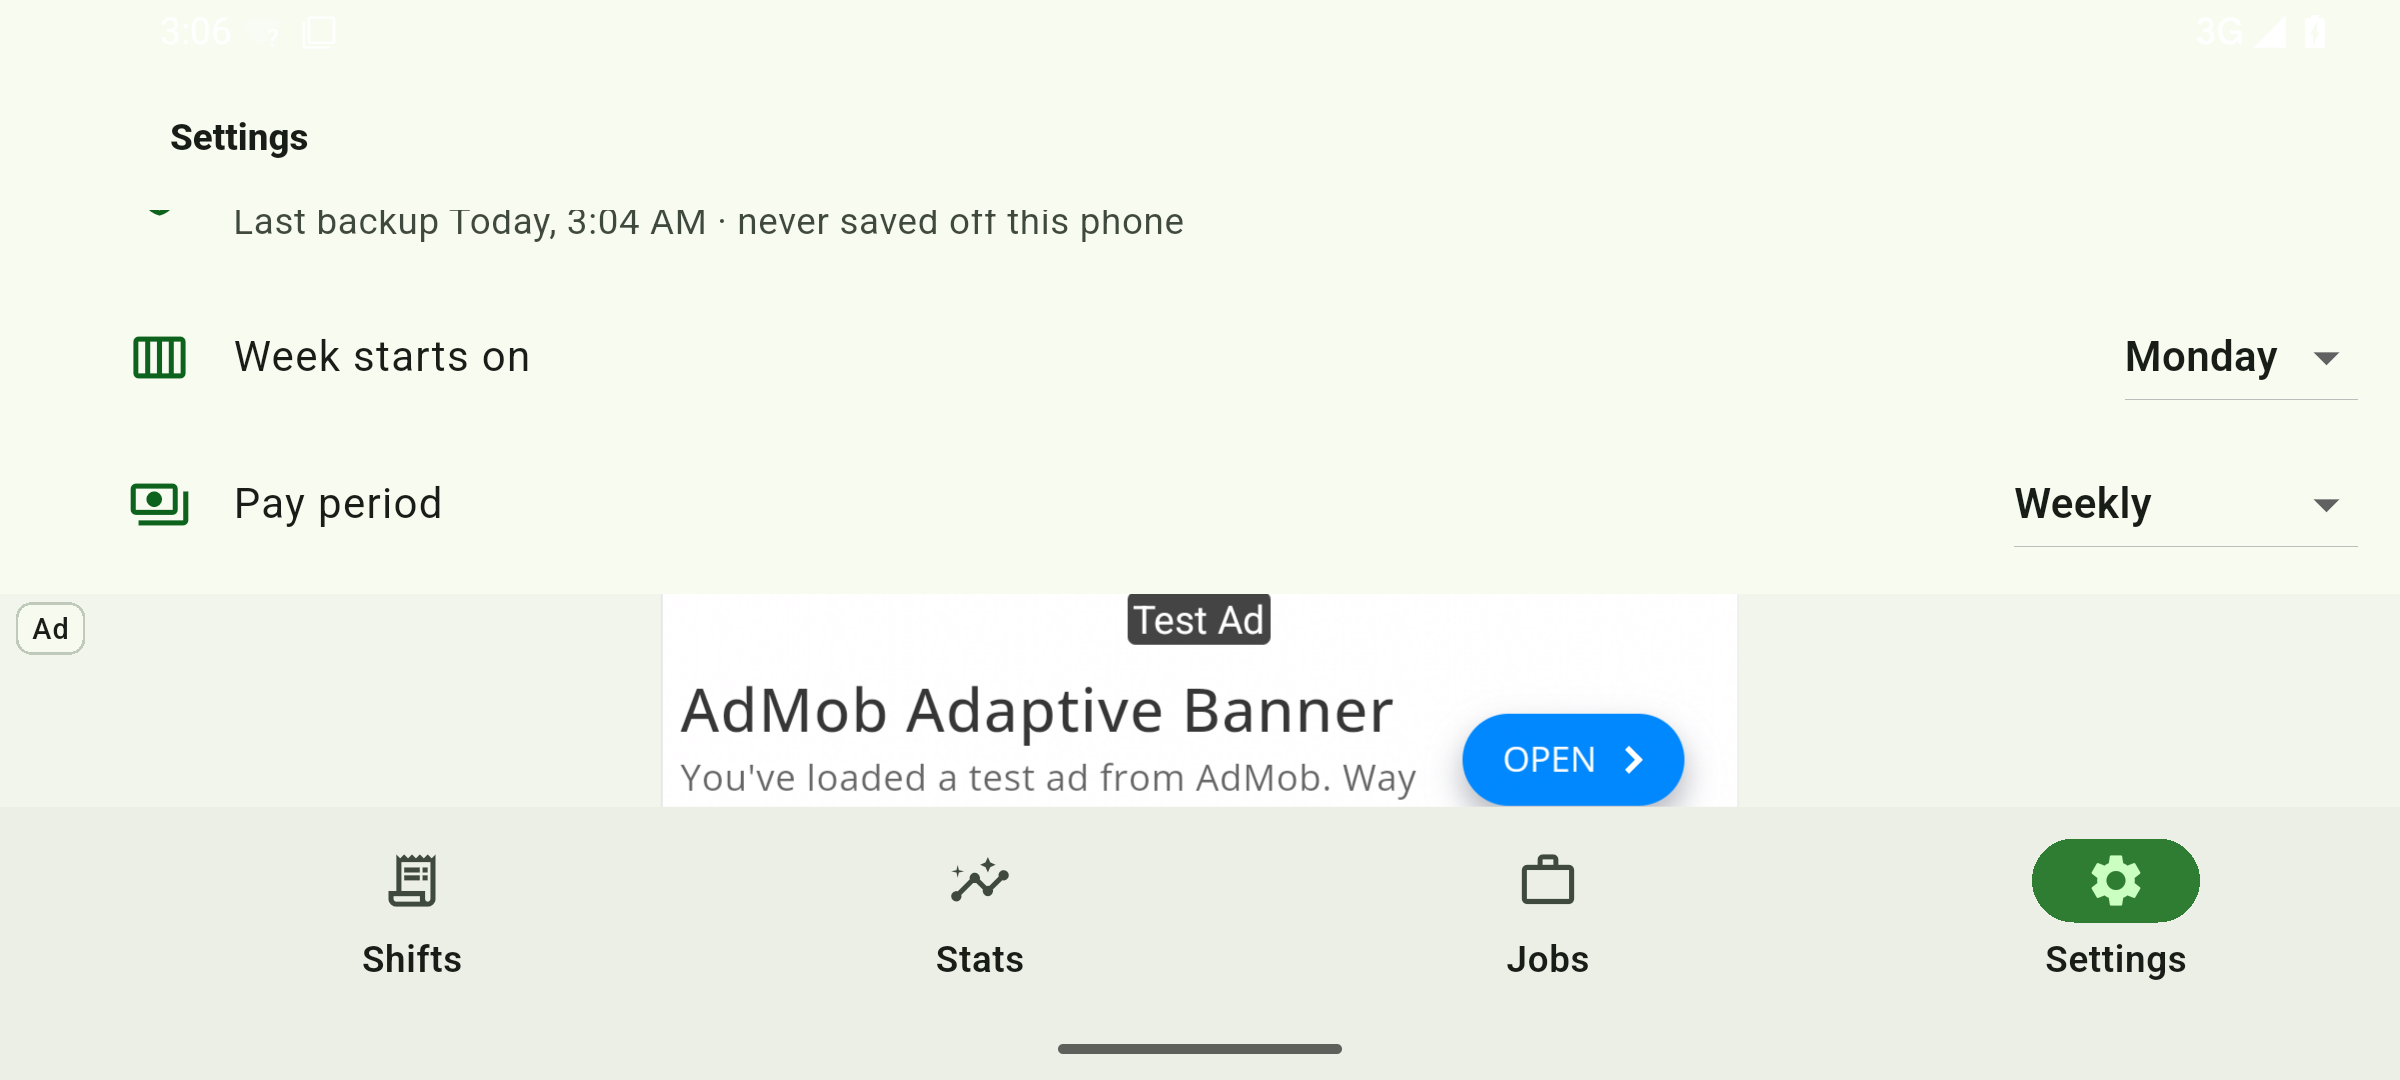 3:06
3G
Settings
Last backup Today, 3:04 AM · never saved off this phone
Week starts on
Monday
Pay period
Weekly
Ad
Test Ad
AdMob Adaptive Banner
You've loaded a test ad from AdMob. Way
OPEN
Shifts
Stats
Jobs
Settings